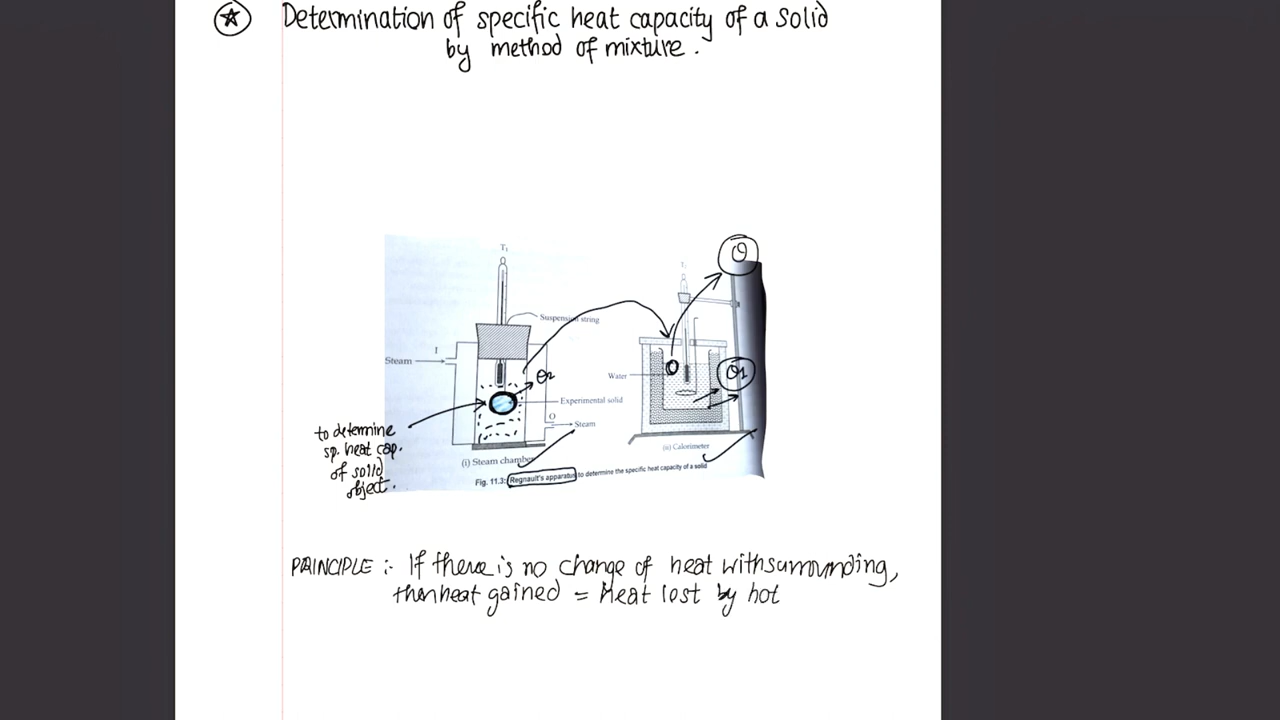 Determination of specific heat capacity of a solid
by method of mixture.
T₁
T₁
θ
Suspension string
I
Steam
θ₂
Water
θ₁
Experimental solid
O
Steam
to determine
sp. heat cap.
of solid
object.
(i) Steam chamber
(ii) Calorimeter
Fig. 11.3: Regnault's apparatus to determine the specific heat capacity of a solid
PRINCIPLE :- If there is no change of heat with surrounding,
then heat gained = Heat lost by hot